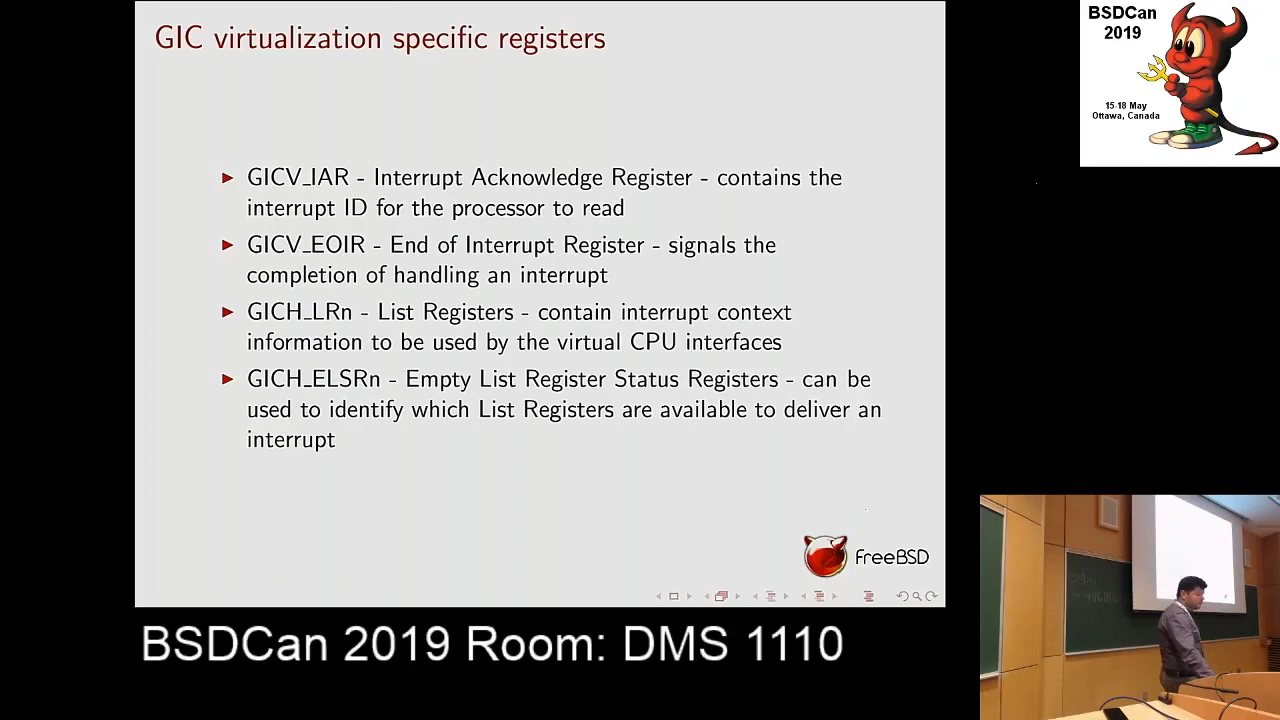 GIC virtualization specific registers
GICV_IAR - Interrupt Acknowledge Register - contains the
interrupt ID for the processor to read
GICV_EOIR - End of Interrupt Register - signals the
completion of handling an interrupt
GICH_LRn - List Registers - contain interrupt context
information to be used by the virtual CPU interfaces
GICH_ELSRn - Empty List Register Status Registers - can be
used to identify which List Registers are available to deliver an
interrupt
FreeBSD
BSDCan 2019 Room: DMS 1110
BSDCan
2019
15-18 May
Ottawa, Canada